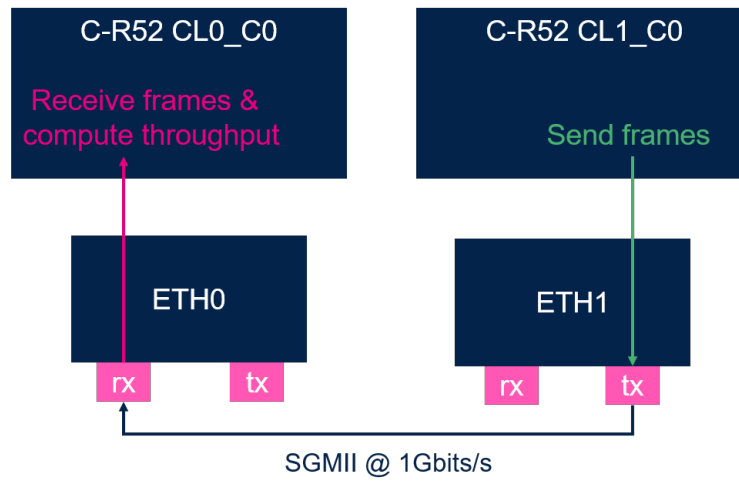 C-R52 CL0_C0
Receive frames &
compute throughput
C-R52 CL1_C0
Send frames
ETH0
rx
tx
ETH1
rx
tx
SGMII @ 1Gbits/s